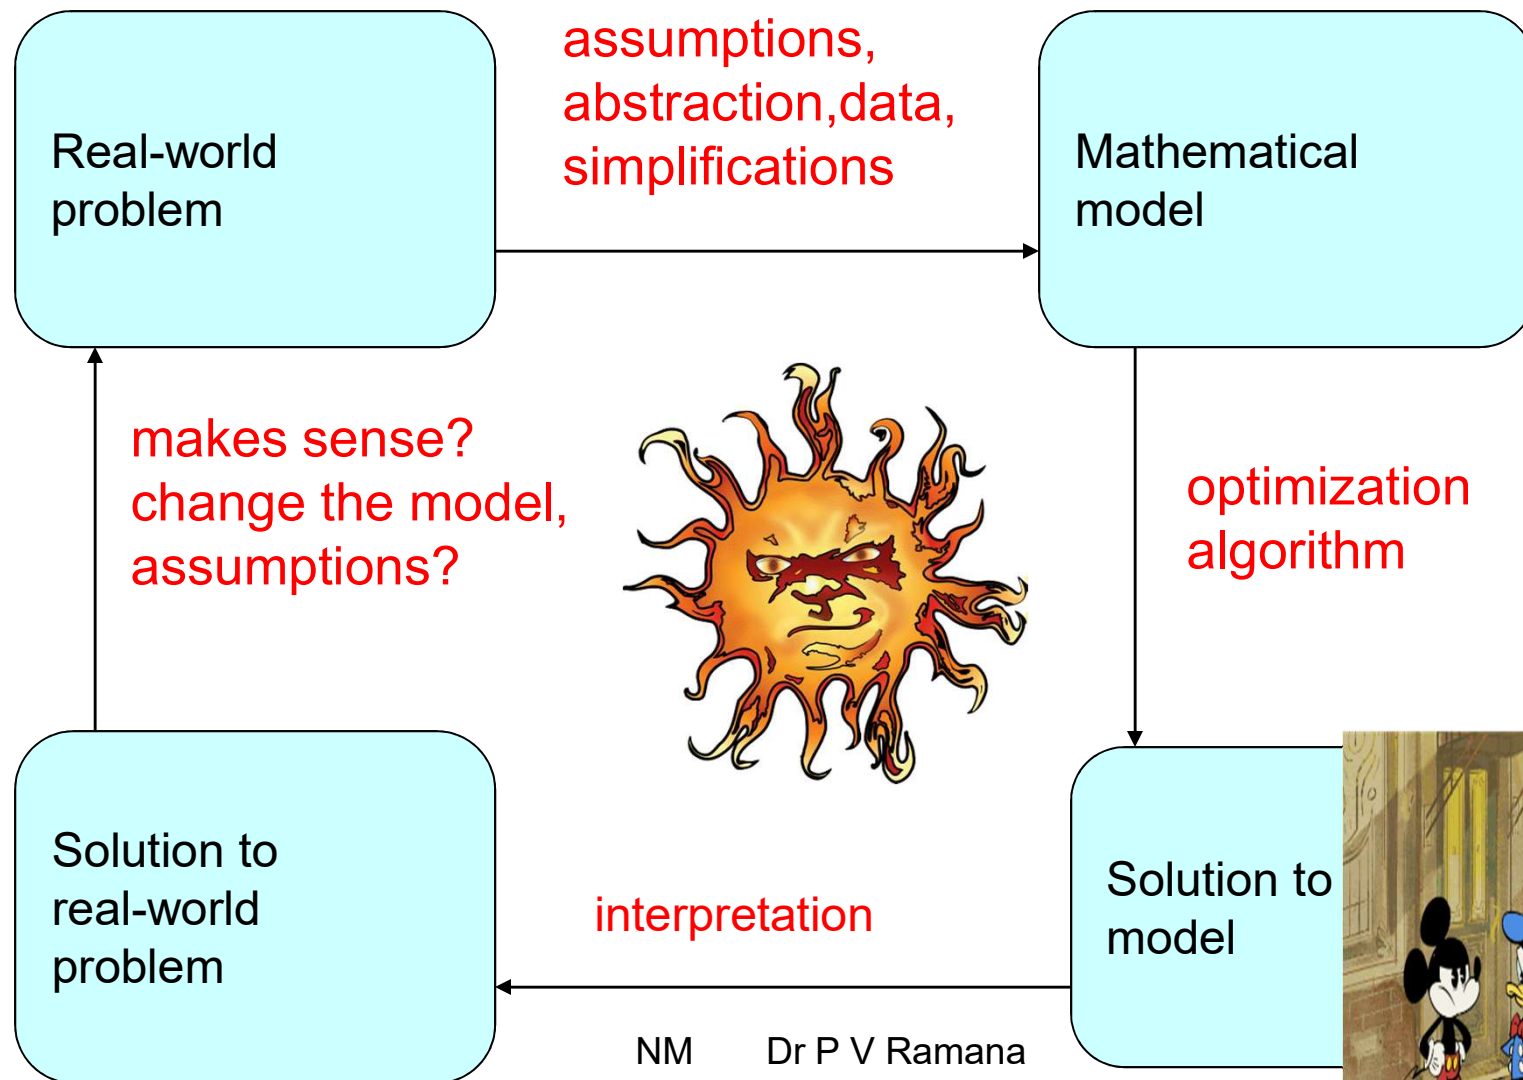 Real-world
problem
assumptions,
abstraction,data,
simplifications
Mathematical
model
makes sense?
change the model,
assumptions?
optimization
algorithm
Solution to
real-world
problem
interpretation
Solution to
model
NM Dr P V Ramana